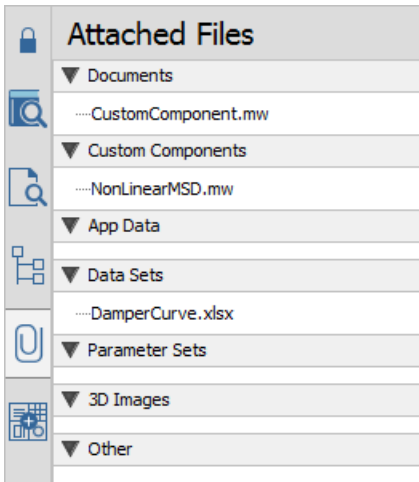 Attached Files
Documents
CustomComponent.mw
Custom Components
NonLinearMSD.mw
App Data
Data Sets
DamperCurve.xlsx
Parameter Sets
3D Images
Other